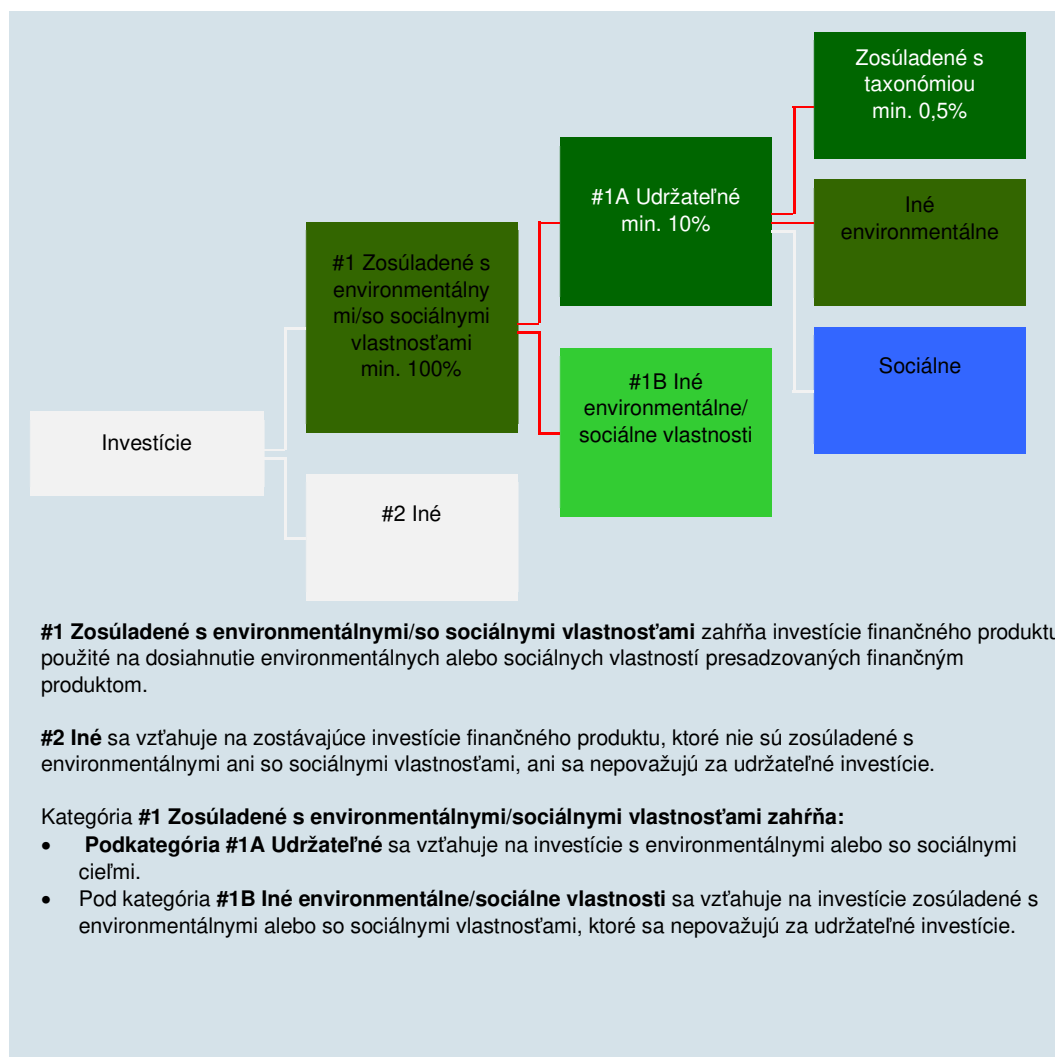 Zosúladené s
taxonómiou
min. 0,5%
#1A Udržateľné
min. 10%
Iné
environmentálne
#1 Zosúladené s
environmentálny
mi/so sociálnymi
vlastnosťami
min. 100%
Sociálne
#1B Iné
environmentálne/
sociálne vlastnosti
Investície
#2 Iné
#1 Zosúladené s environmentálnymi/so sociálnymi vlastnosťami zahŕňa investície finančného produktu
použité na dosiahnutie environmentálnych alebo sociálnych vlastností presadzovaných finančným
produktom.
#2 Iné sa vzťahuje na zostávajúce investície finančného produktu, ktoré nie sú zosúladené s
environmentálnymi ani so sociálnymi vlastnosťami, ani sa nepovažujú za udržateľné investície.
Kategória #1 Zosúladené s environmentálnymi/sociálnymi vlastnosťami zahŕňa:
• Podkategória #1A Udržateľné sa vzťahuje na investície s environmentálnymi alebo so sociálnymi
cieľmi.
• Pod kategória #1B Iné environmentálne/sociálne vlastnosti sa vzťahuje na investície zosúladené s
environmentálnymi alebo so sociálnymi vlastnosťami, ktoré sa nepovažujú za udržateľné investície.